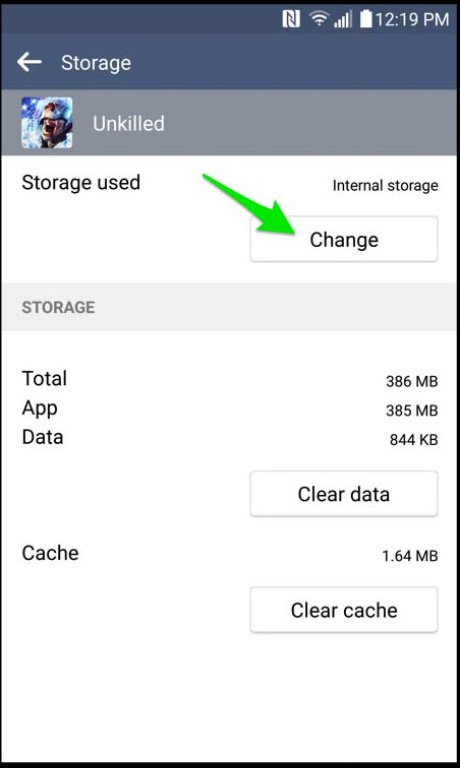 12:19 PM
Storage
Unkilled
Storage used Internal storage
Change
STORAGE
Total 386 MB
App 385 MB
Data 844 KB
Clear data
Cache 1.64 MB
Clear cache